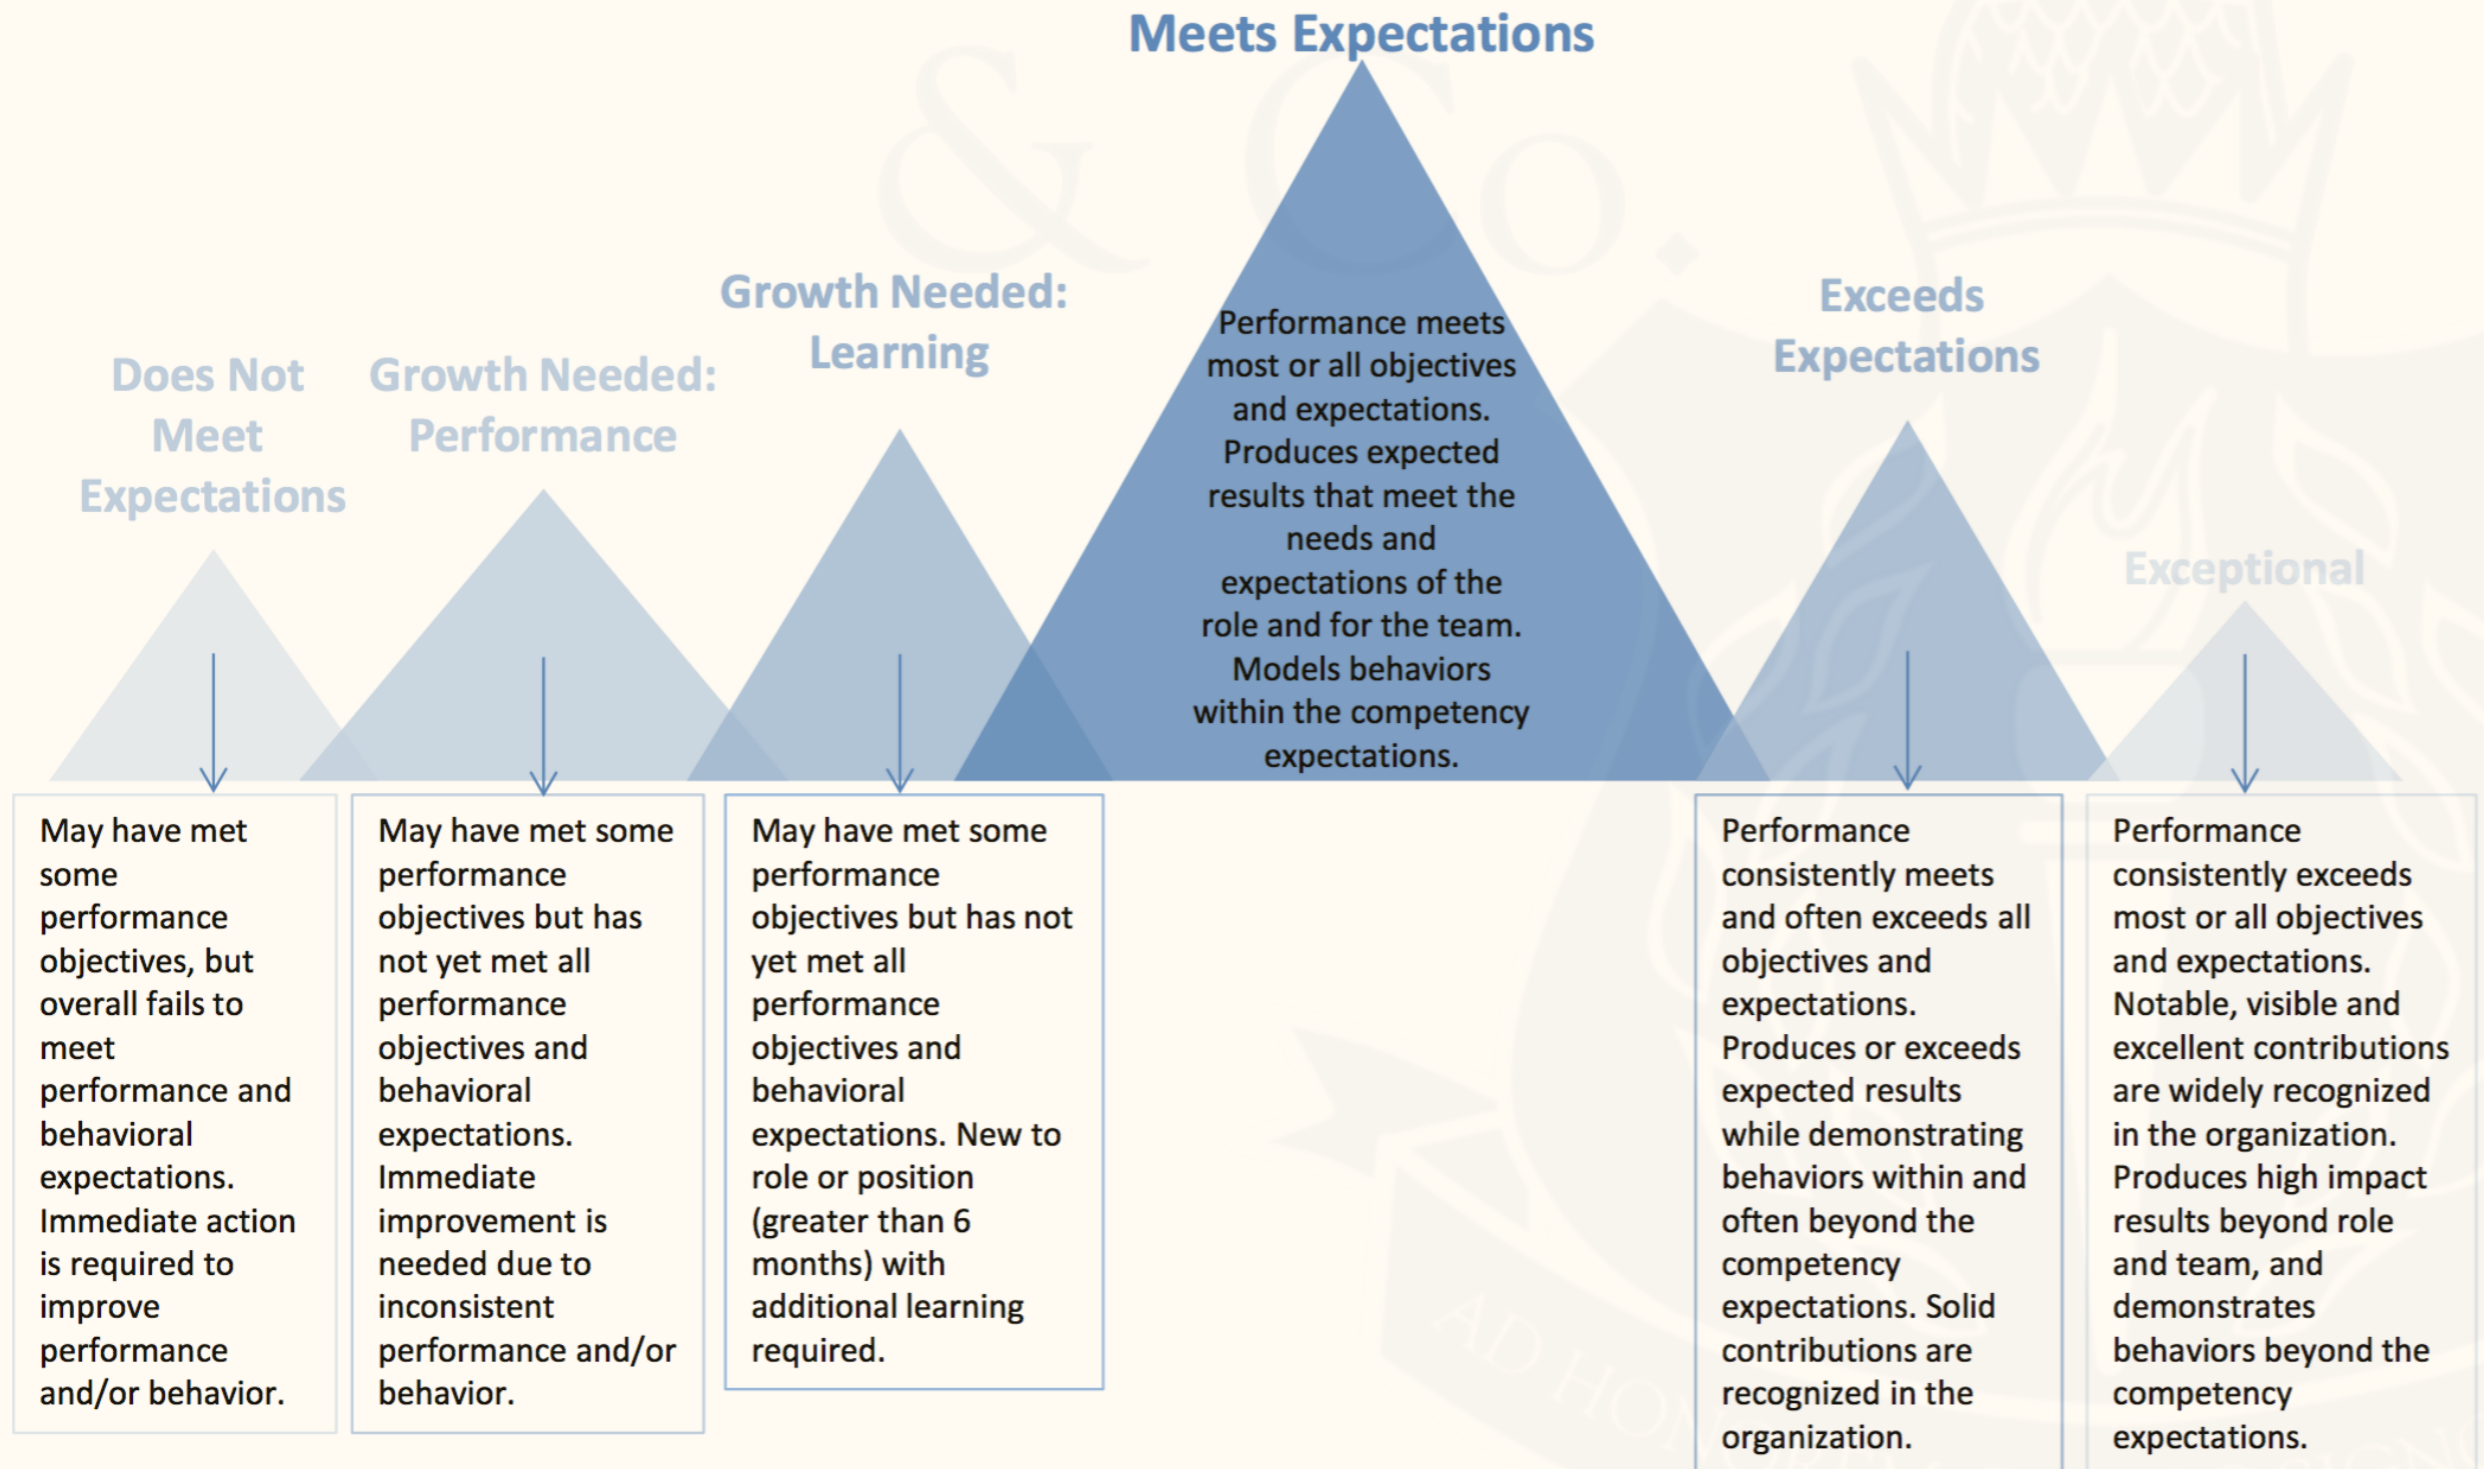 Meets Expectations
& Co.
Growth Needed:
Learning
Exceeds
Expectations
Does Not
Meet
Expectations
Growth Needed:
Performance
Exceptional
Performance meets
most or all objectives
and expectations.
Produces expected
results that meet the
needs and
expectations of the
role and for the team.
Models behaviors
within the competency
expectations.
May have met
some
performance
objectives, but
overall fails to
meet
performance and
behavioral
expectations.
Immediate action
is required to
improve
performance
and/or behavior.
May have met some
performance
objectives but has
not yet met all
performance
objectives and
behavioral
expectations.
Immediate
improvement is
needed due to
inconsistent
performance and/or
behavior.
May have met some
performance
objectives but has not
yet met all
performance
objectives and
behavioral
expectations. New to
role or position
(greater than 6
months) with
additional learning
required.
Performance
consistently meets
and often exceeds all
objectives and
expectations.
Produces or exceeds
expected results
while demonstrating
behaviors within and
often beyond the
competency
expectations. Solid
contributions are
recognized in the
organization.
Performance
consistently exceeds
most or all objectives
and expectations.
Notable, visible and
excellent contributions
are widely recognized
in the organization.
Produces high impact
results beyond role
and team, and
demonstrates
behaviors beyond the
competency
expectations.
AD